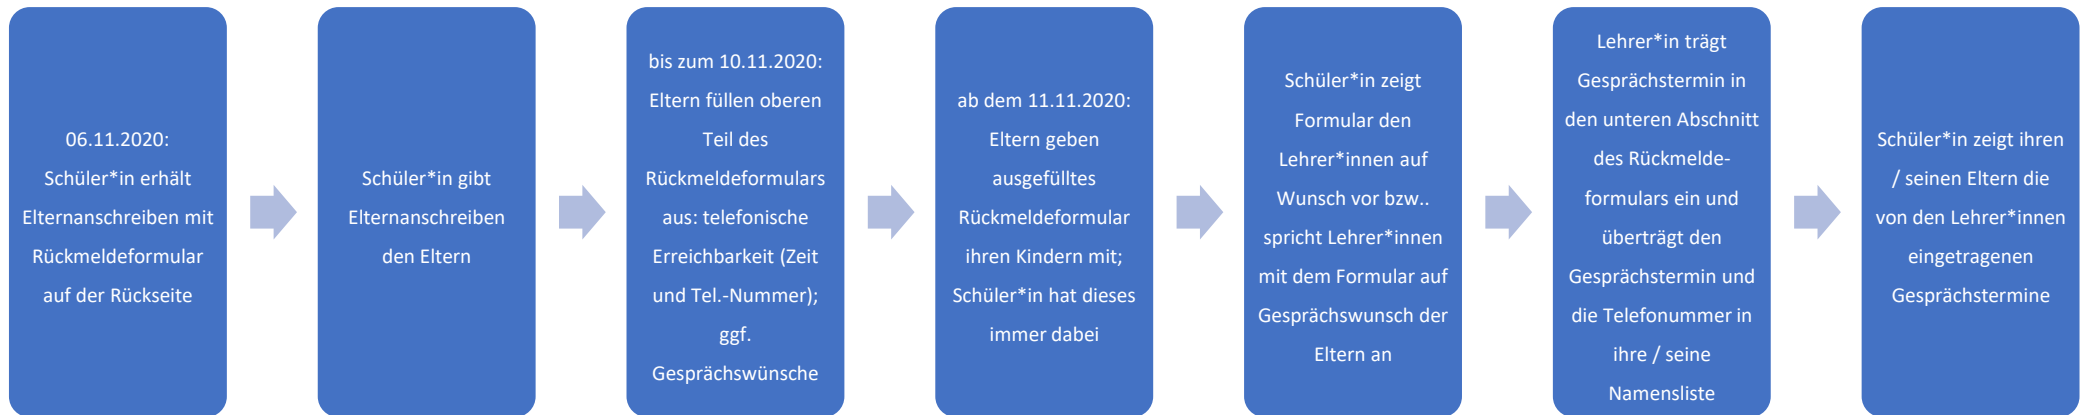 06.11.2020:
Schüler*in erhält
Elternanschreiben mit
Rückmeldeformular
auf der Rückseite
Schüler*in gibt
Elternanschreiben
den Eltern
bis zum 10.11.2020:
Eltern füllen oberen
Teil des
Rückmeldeformulars
aus: telefonische
Erreichbarkeit (Zeit
und Tel.-Nummer);
ggf.
Gesprächswünsche
ab dem 11.11.2020:
Eltern geben
ausgefülltes
Rückmeldeformular
ihren Kindern mit;
Schüler*in hat dieses
immer dabei
Schüler*in zeigt
Formular den
Lehrer*innen auf
Wunsch vor bzw..
spricht Lehrer*innen
mit dem Formular auf
Gesprächswunsch der
Eltern an
Lehrer*in trägt
Gesprächstermin in
den unteren Abschnitt
des Rückmelde-
formulars ein und
überträgt den
Gesprächstermin und
die Telefonummer in
ihre / seine
Namensliste
Schüler*in zeigt ihren
/ seinen Eltern die
von den Lehrer*innen
eingetragenen
Gesprächstermine